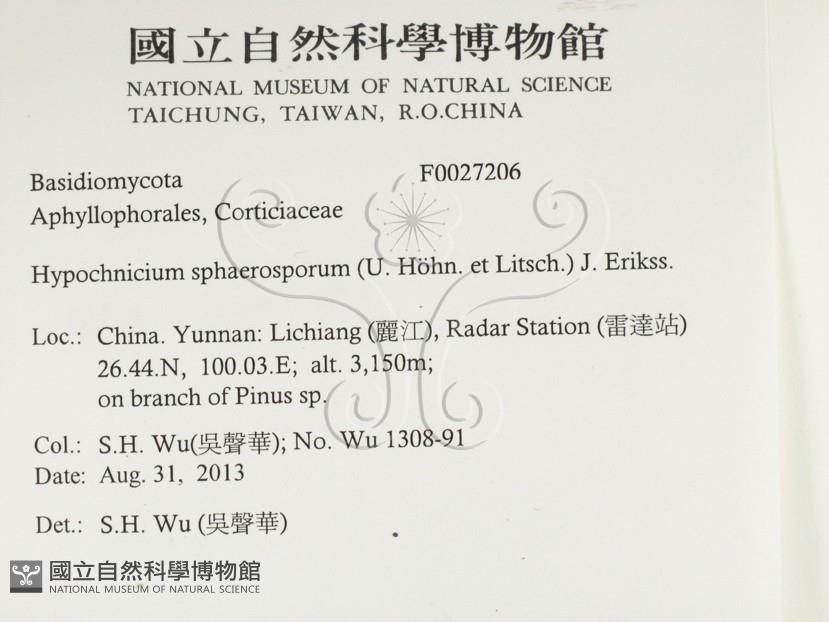 國立自然科學博物館
NATIONAL MUSEUM OF NATURAL SCIENCE
TAICHUNG, TAIWAN, R.O.CHINA
Basidiomycota F0027206
Aphyllophorales, Corticiaceae
Hypochnicium sphaerosporum (U. Höhn. et Litsch.) J. Erikss.
Loc.: China. Yunnan: Lichiang (麗江), Radar Station (雷達站)
26.44.N, 100.03.E; alt. 3,150m;
on branch of Pinus sp.
Col.: S.H. Wu(吳聲華); No. Wu 1308-91
Date: Aug. 31, 2013
Det.: S.H. Wu (吳聲華)
國立自然科學博物館
NATIONAL MUSEUM OF NATURAL SCIENCE